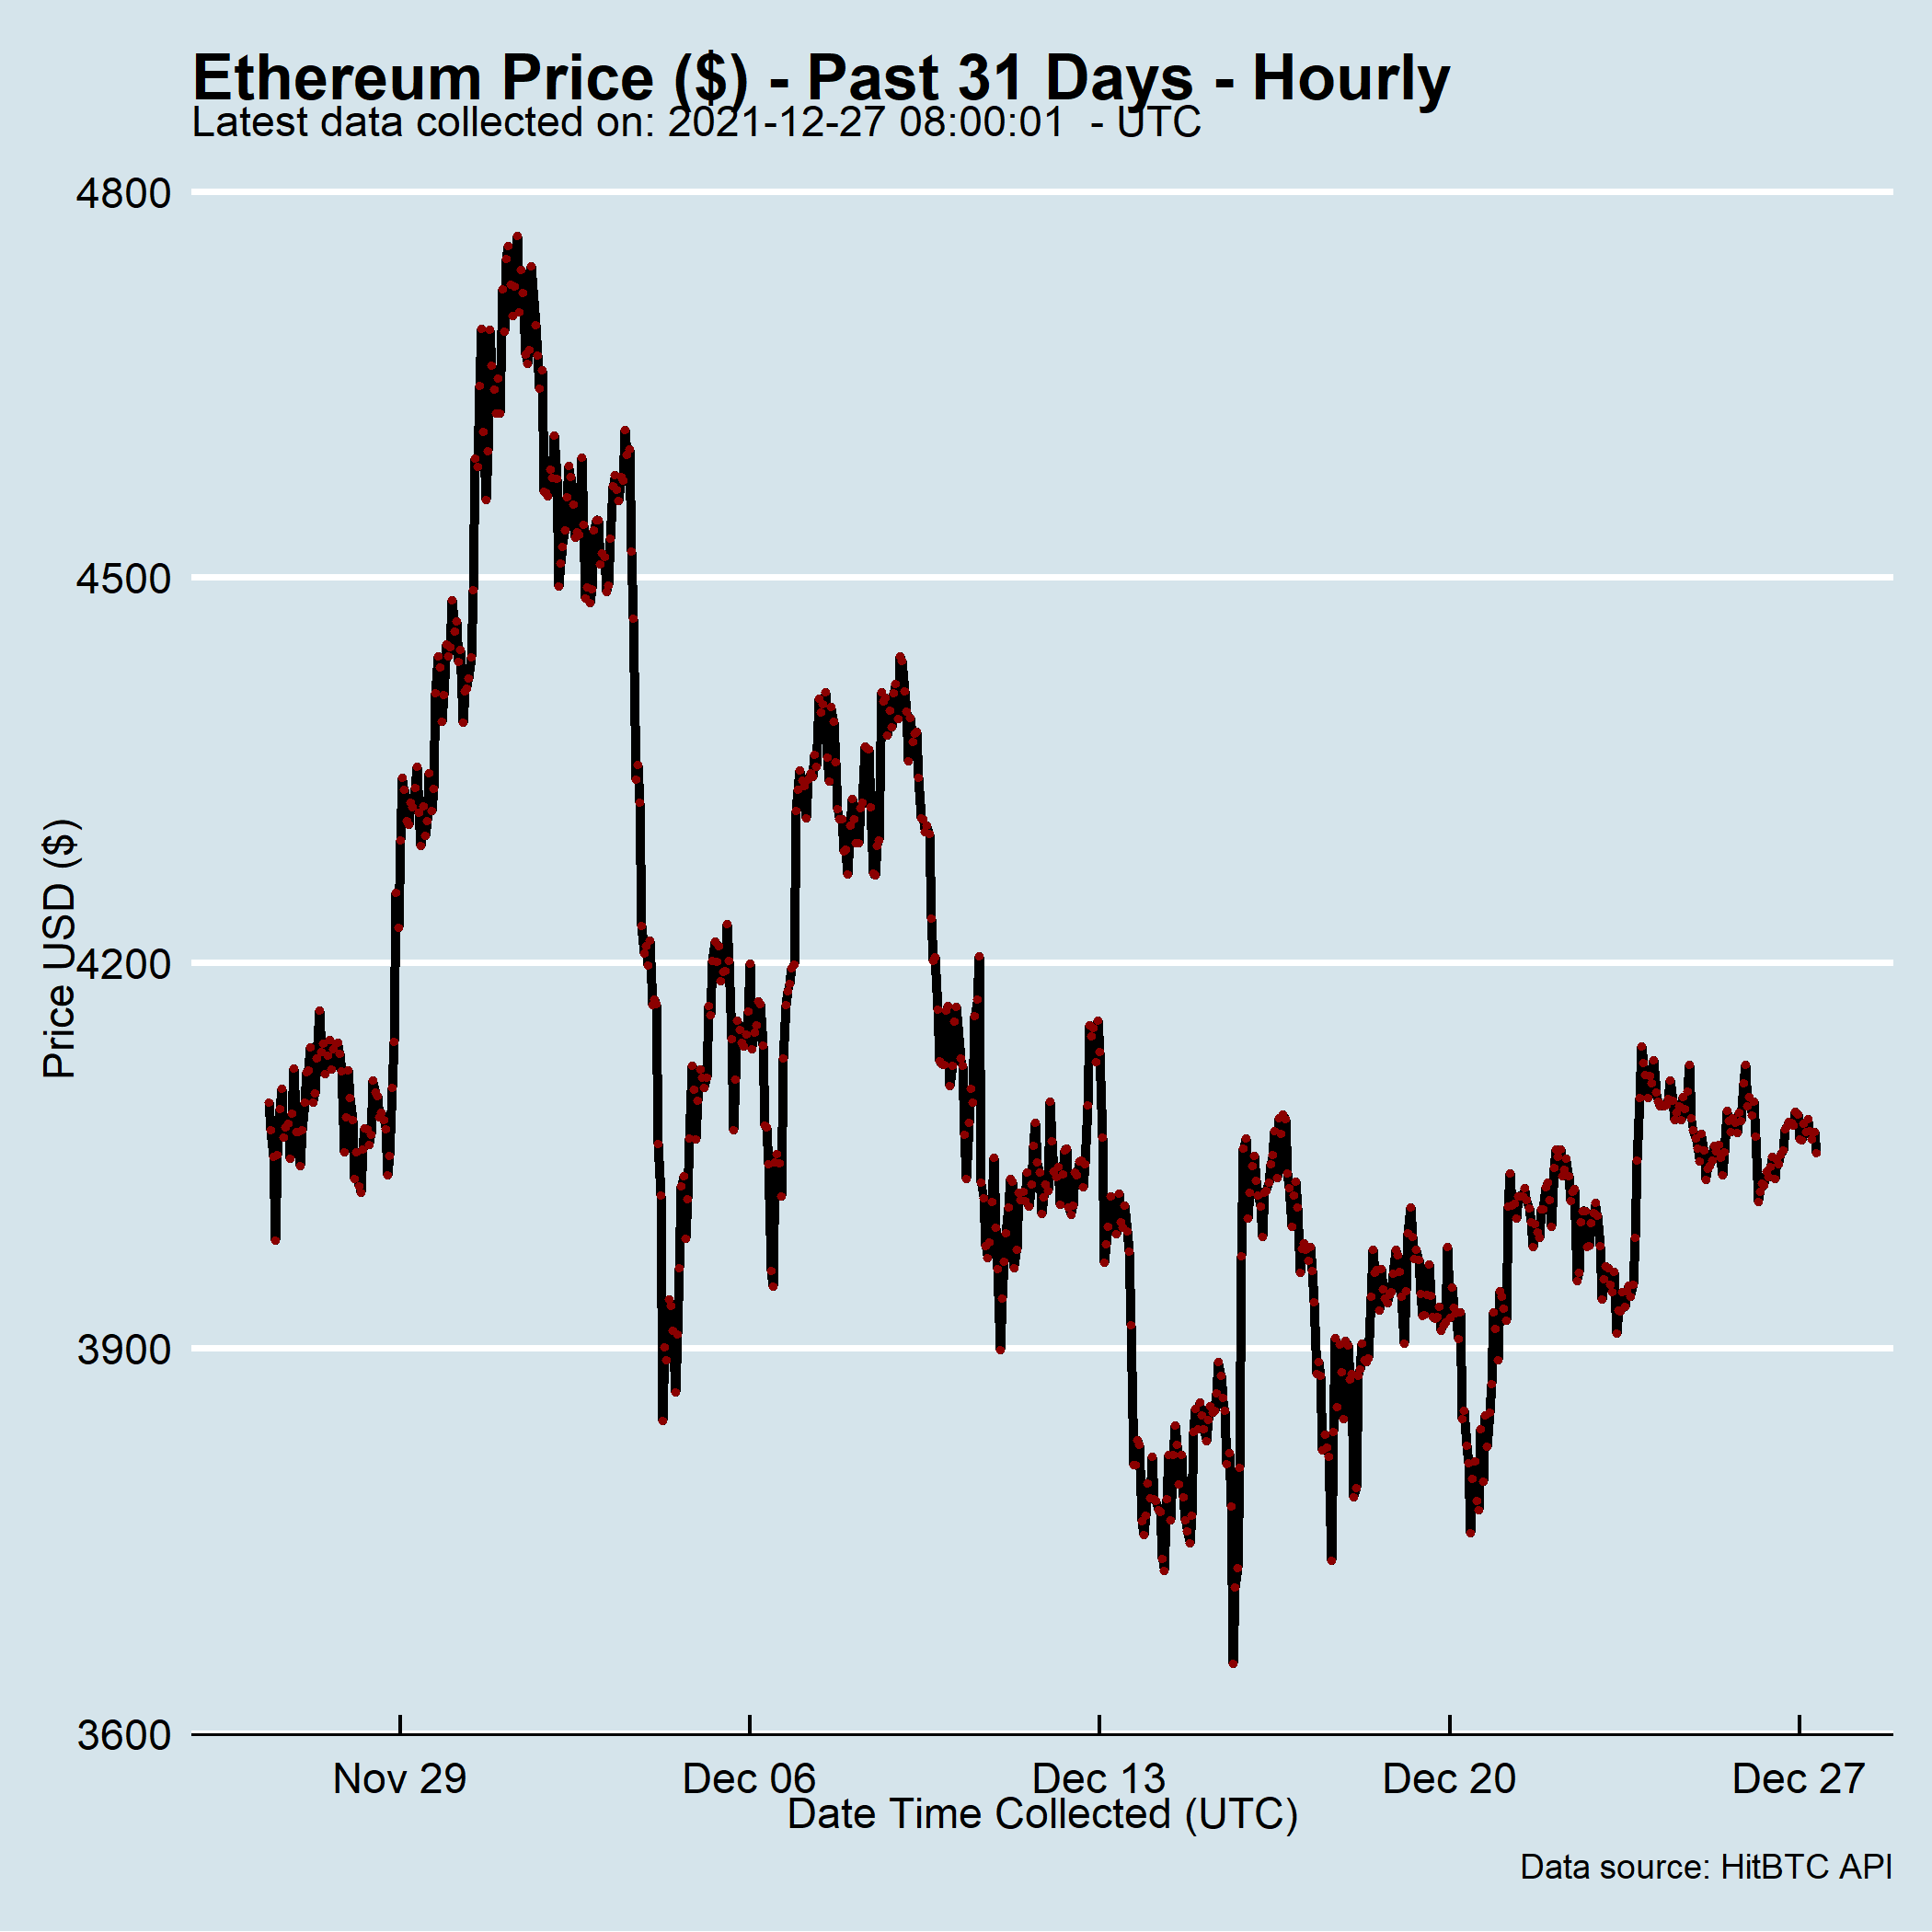 Ethereum Price ($) - Past 31 Days - Hourly
Latest data collected on: 2021-12-27 08:00:01  - UTC
4800
4500
4200
3900
3600
Price USD ($)
Nov 29 Dec 06 Dec 13 Dec 20 Dec 27
Date Time Collected (UTC)
Data source: HitBTC API